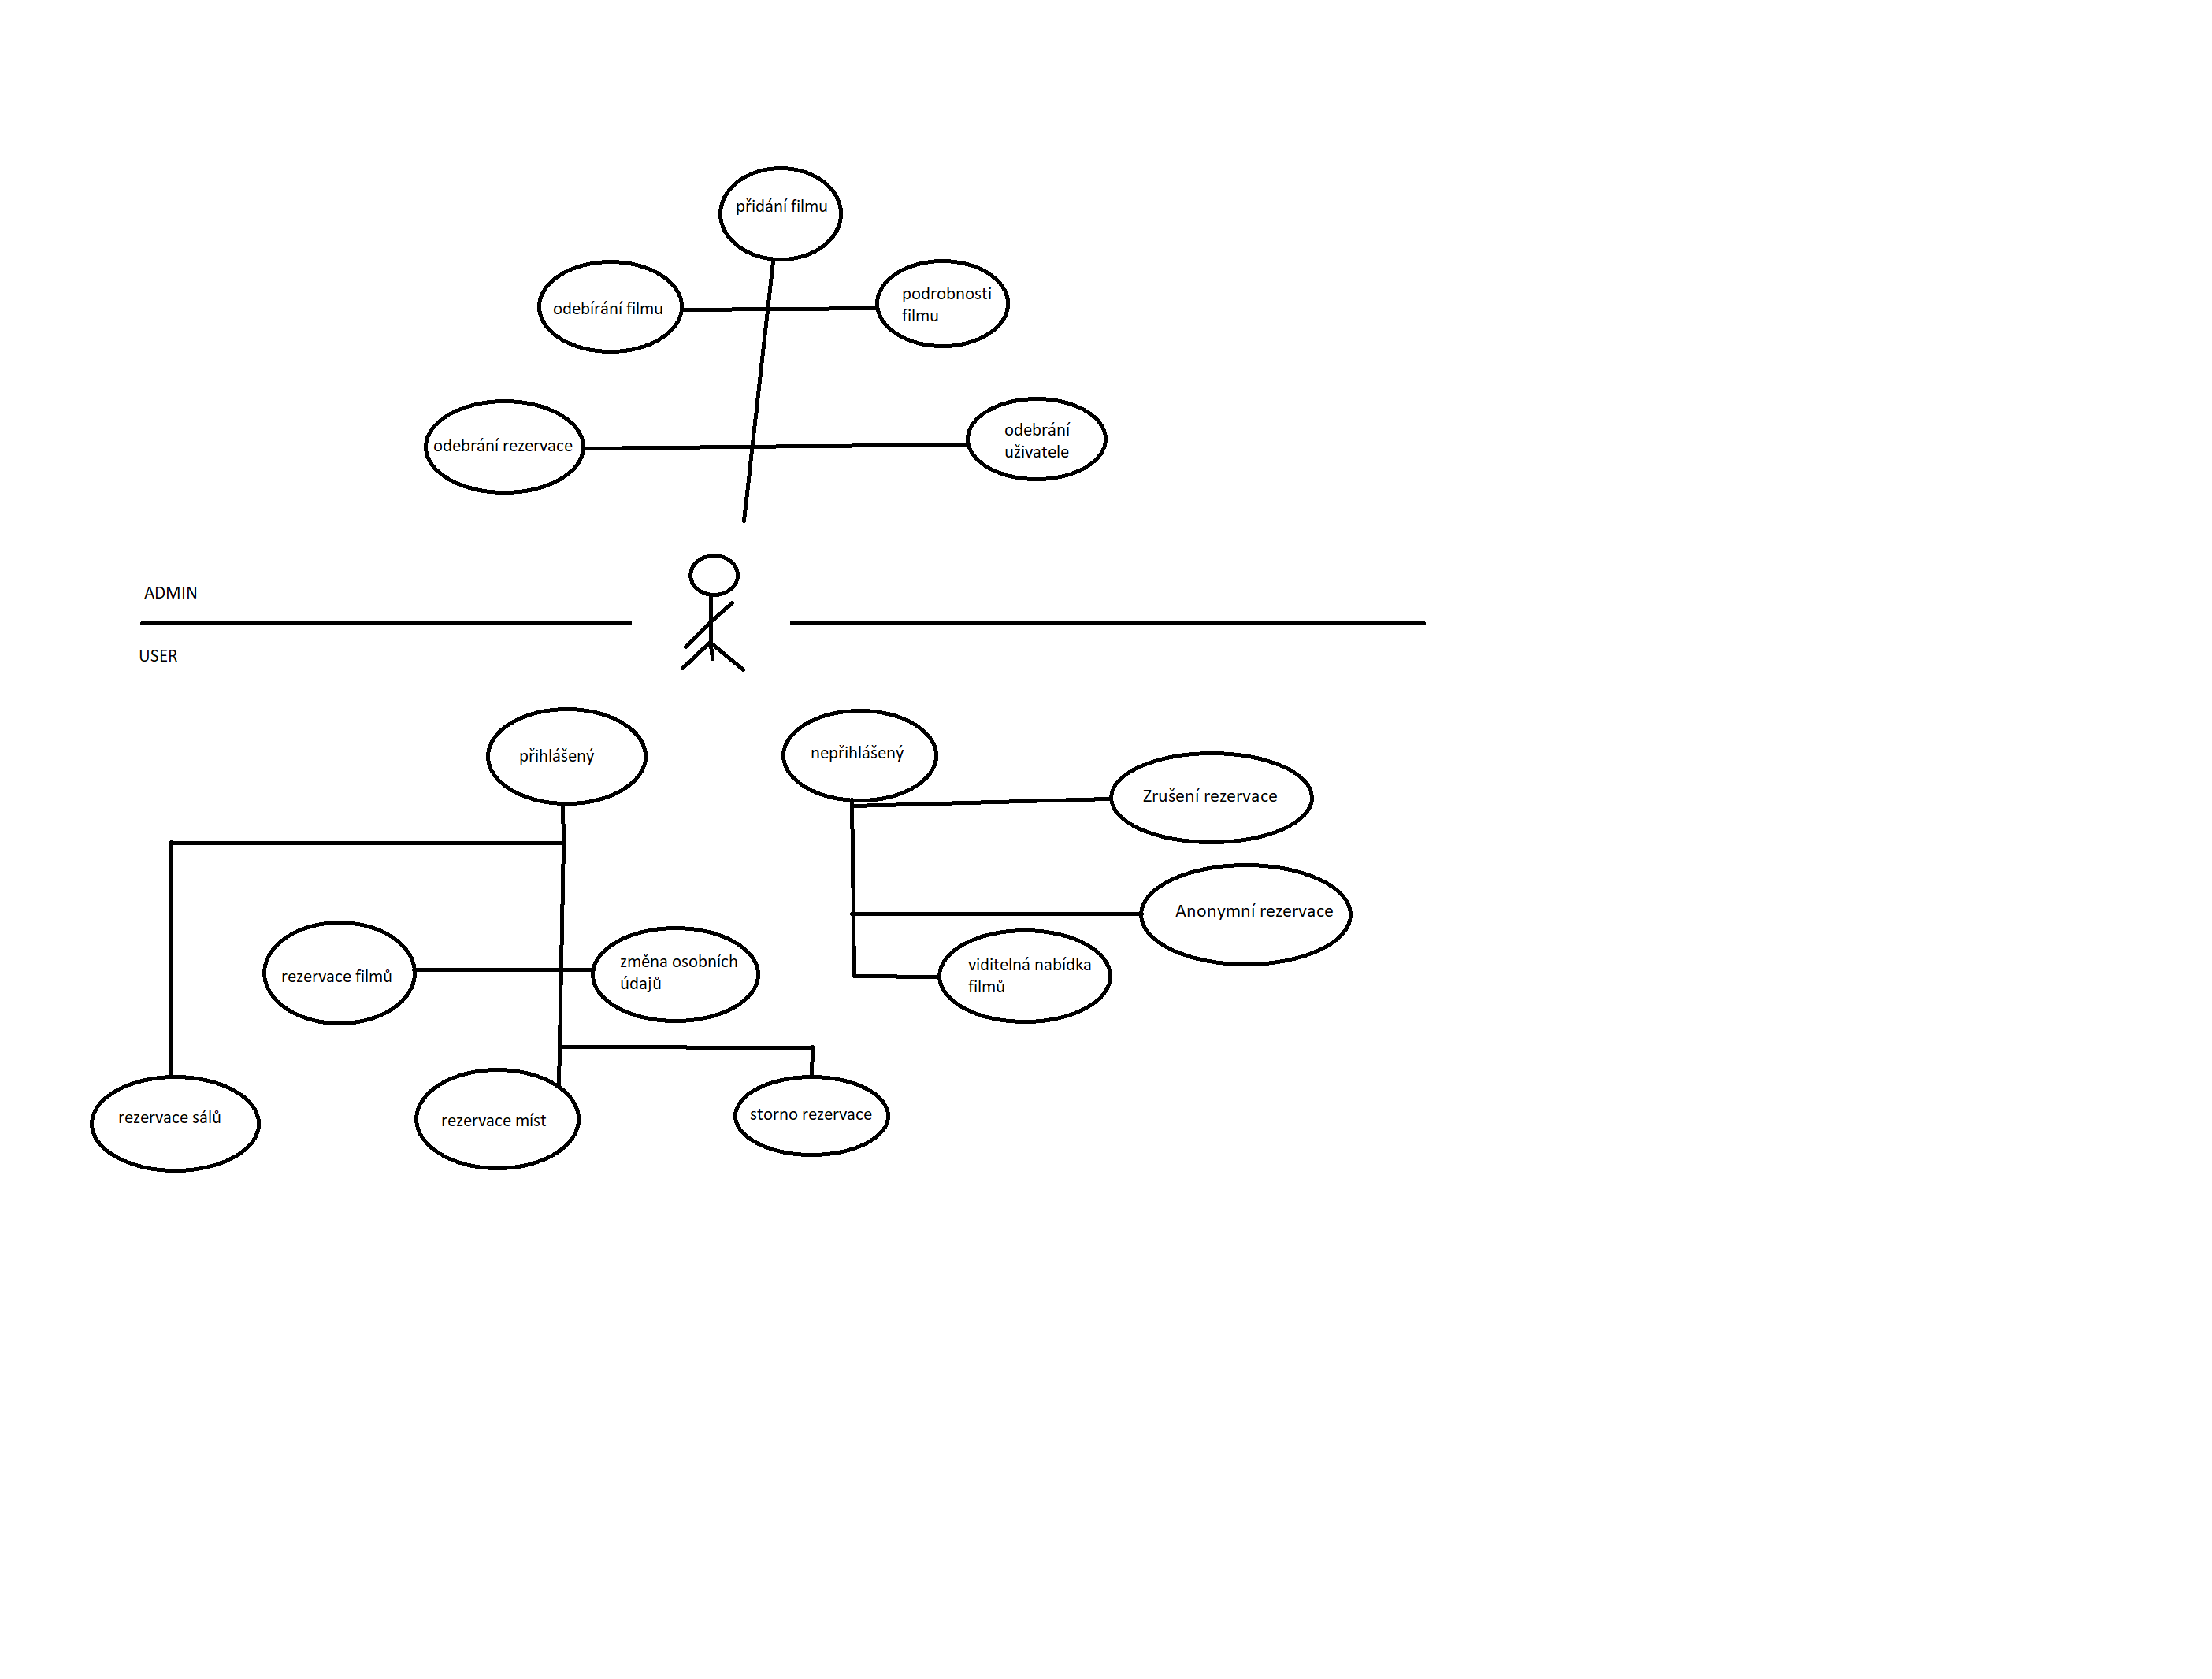 přidání filmu
odebírání filmu
podrobnosti
filmu
odebrání rezervace
odebrání
uživatele
ADMIN
USER
přihlášený
nepřihlášený
Zrušení rezervace
Anonymní rezervace
rezervace filmů
změna osobních
údajů
viditelná nabídka
filmů
rezervace sálů
rezervace míst
storno rezervace